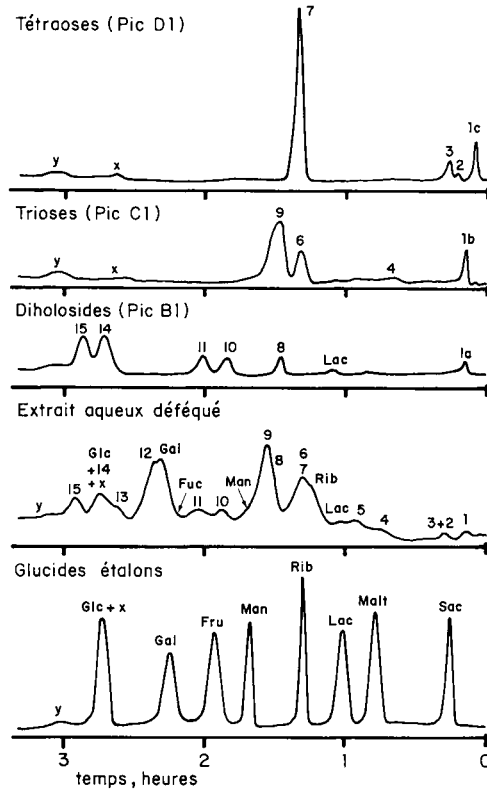 Tétraoses (Pic D1)
7
y
x
3
2
1c
Trioses (Pic C1)
9
6
y
x
4
1b
Diholosides (Pic B1)
15
14
11
10
8
Lac
1a
Extrait aqueux déféqué
y
15
Glc
+14
+x
13
12
Gal
Fuc
11
10
Man
9
8
6
7
Rib
Lac
5
4
3+2
1
Glucides étalons
y
Glc + x
Gal
Fru
Man
Rib
Lac
Malt
Sac
3
2
1
0
temps, heures